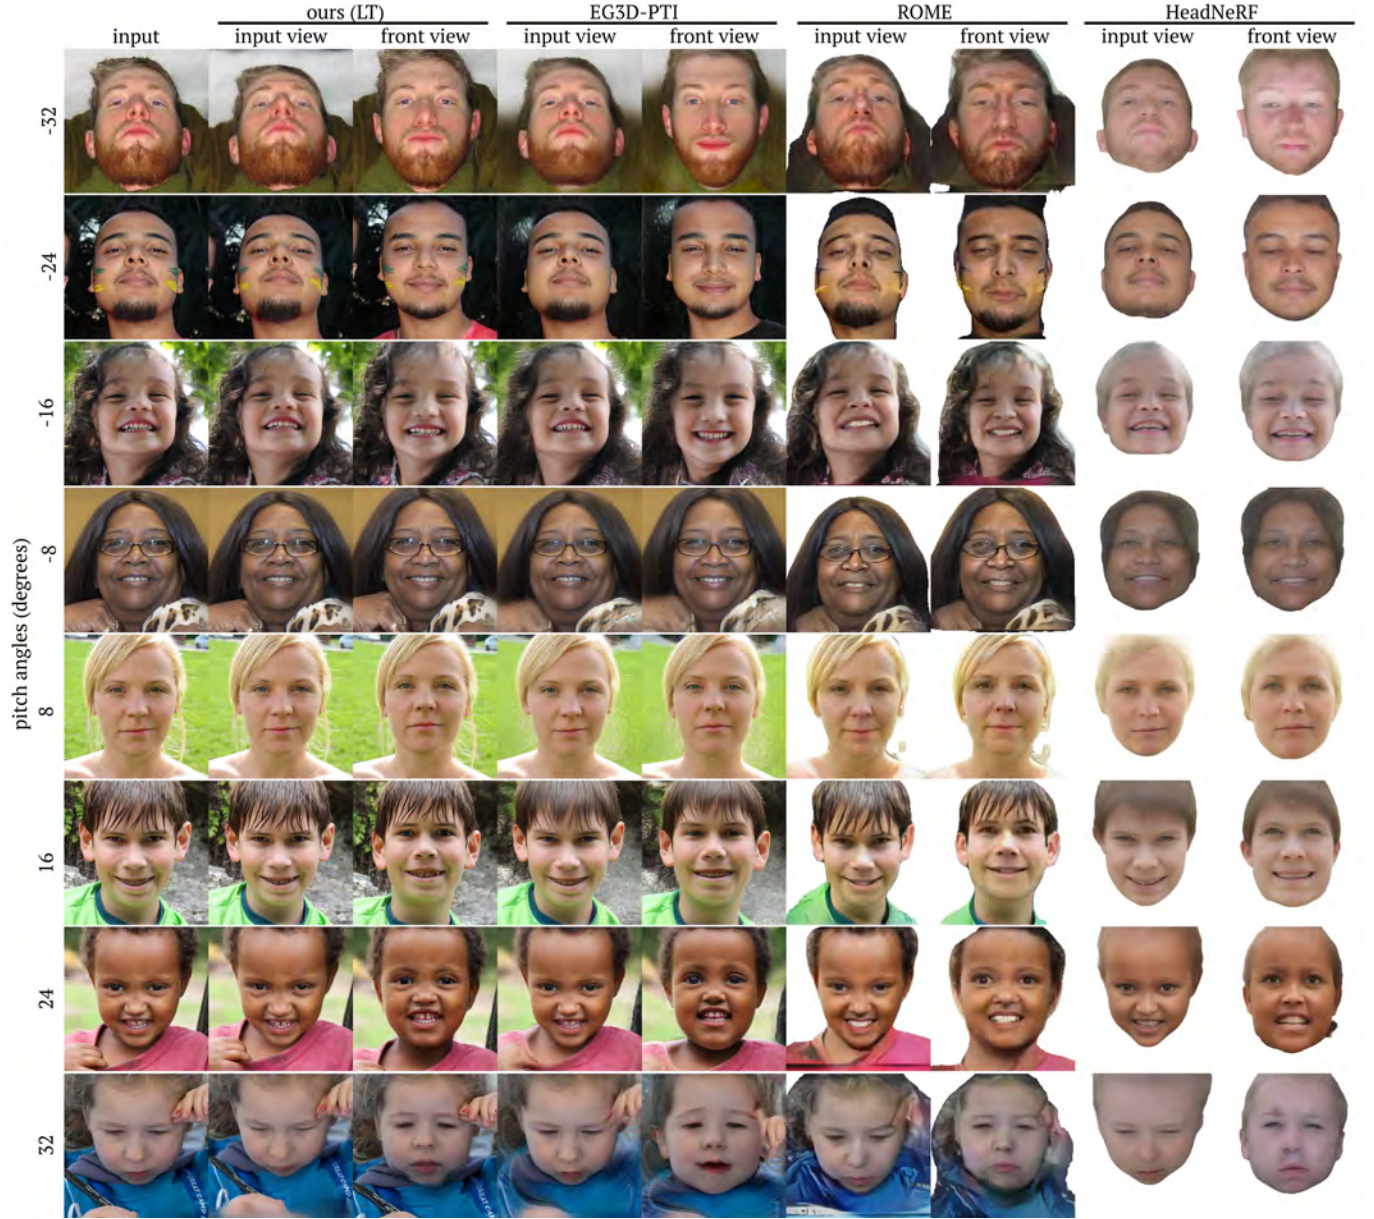 ours (LT) EG3D-PTI ROME HeadNeRF
input input view front view input view front view input view front view input view front view
-32
-24
-16
-8
pitch angles (degrees)
8
16
24
32